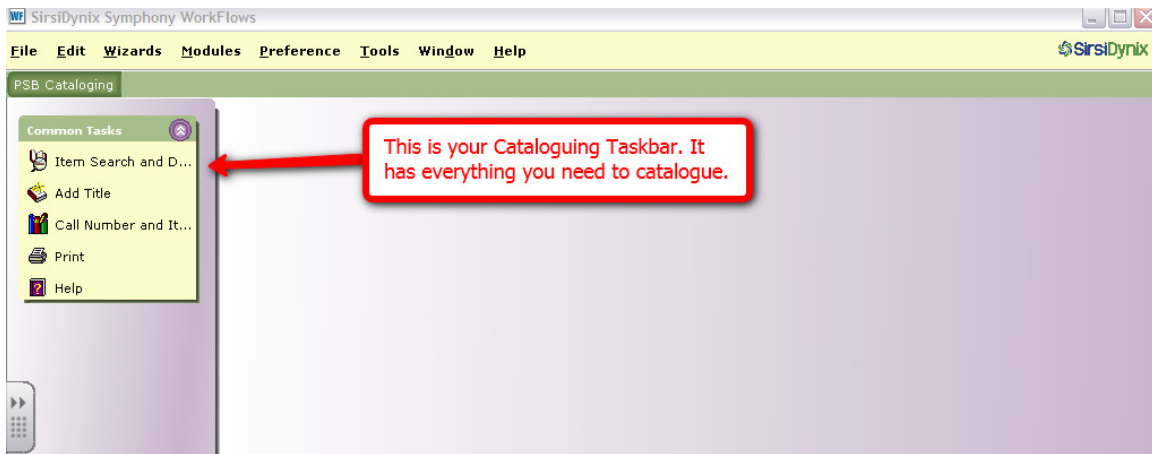 WF SirsiDynix Symphony WorkFlows
File Edit Wizards Modules Preference Tools Window Help
SirsiDynix
PSB Cataloging
Common Tasks
Item Search and D...
Add Title
Call Number and It...
Print
Help
This is your Cataloguing Taskbar. It
has everything you need to catalogue.